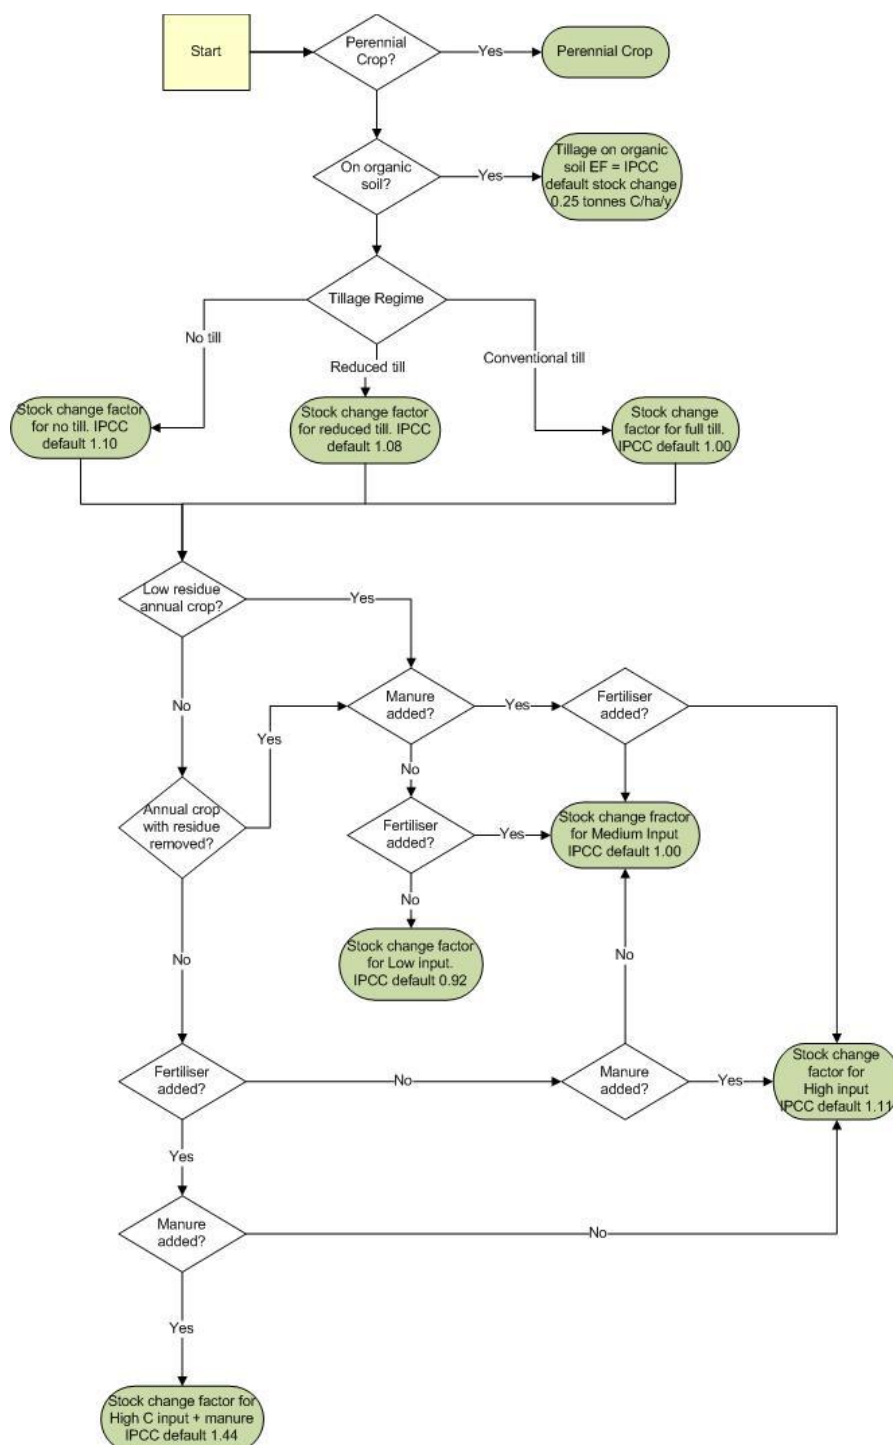 Start
Perennial
Crop?
Yes
Perennial Crop
On organic
soil?
Yes
Tillage on organic
soil EF = IPCC
default stock change
0.25 tonnes C/ha/y
Tillage Regime
No till
Reduced till
Conventional till
Stock change factor
for no till. IPCC
default 1.10
Stock change factor
for reduced till. IPCC
default 1.08
Stock change
factor for full till.
IPCC default 1.00
Low residue
annual crop?
Yes
No
Manure
added?
Yes
Fertiliser
added?
Yes
No
Annual crop
with residue
removed?
Fertiliser
added?
Yes
Stock change fractor
for Medium Input
IPCC default 1.00
No
Stock change factor
for Low input.
IPCC default 0.92
No
No
Fertiliser
added?
No
Manure
added?
Yes
Stock change
factor for
High input
IPCC default 1.11
Yes
Manure
added?
No
Yes
Stock change factor for
High C input + manure
IPCC default 1.44